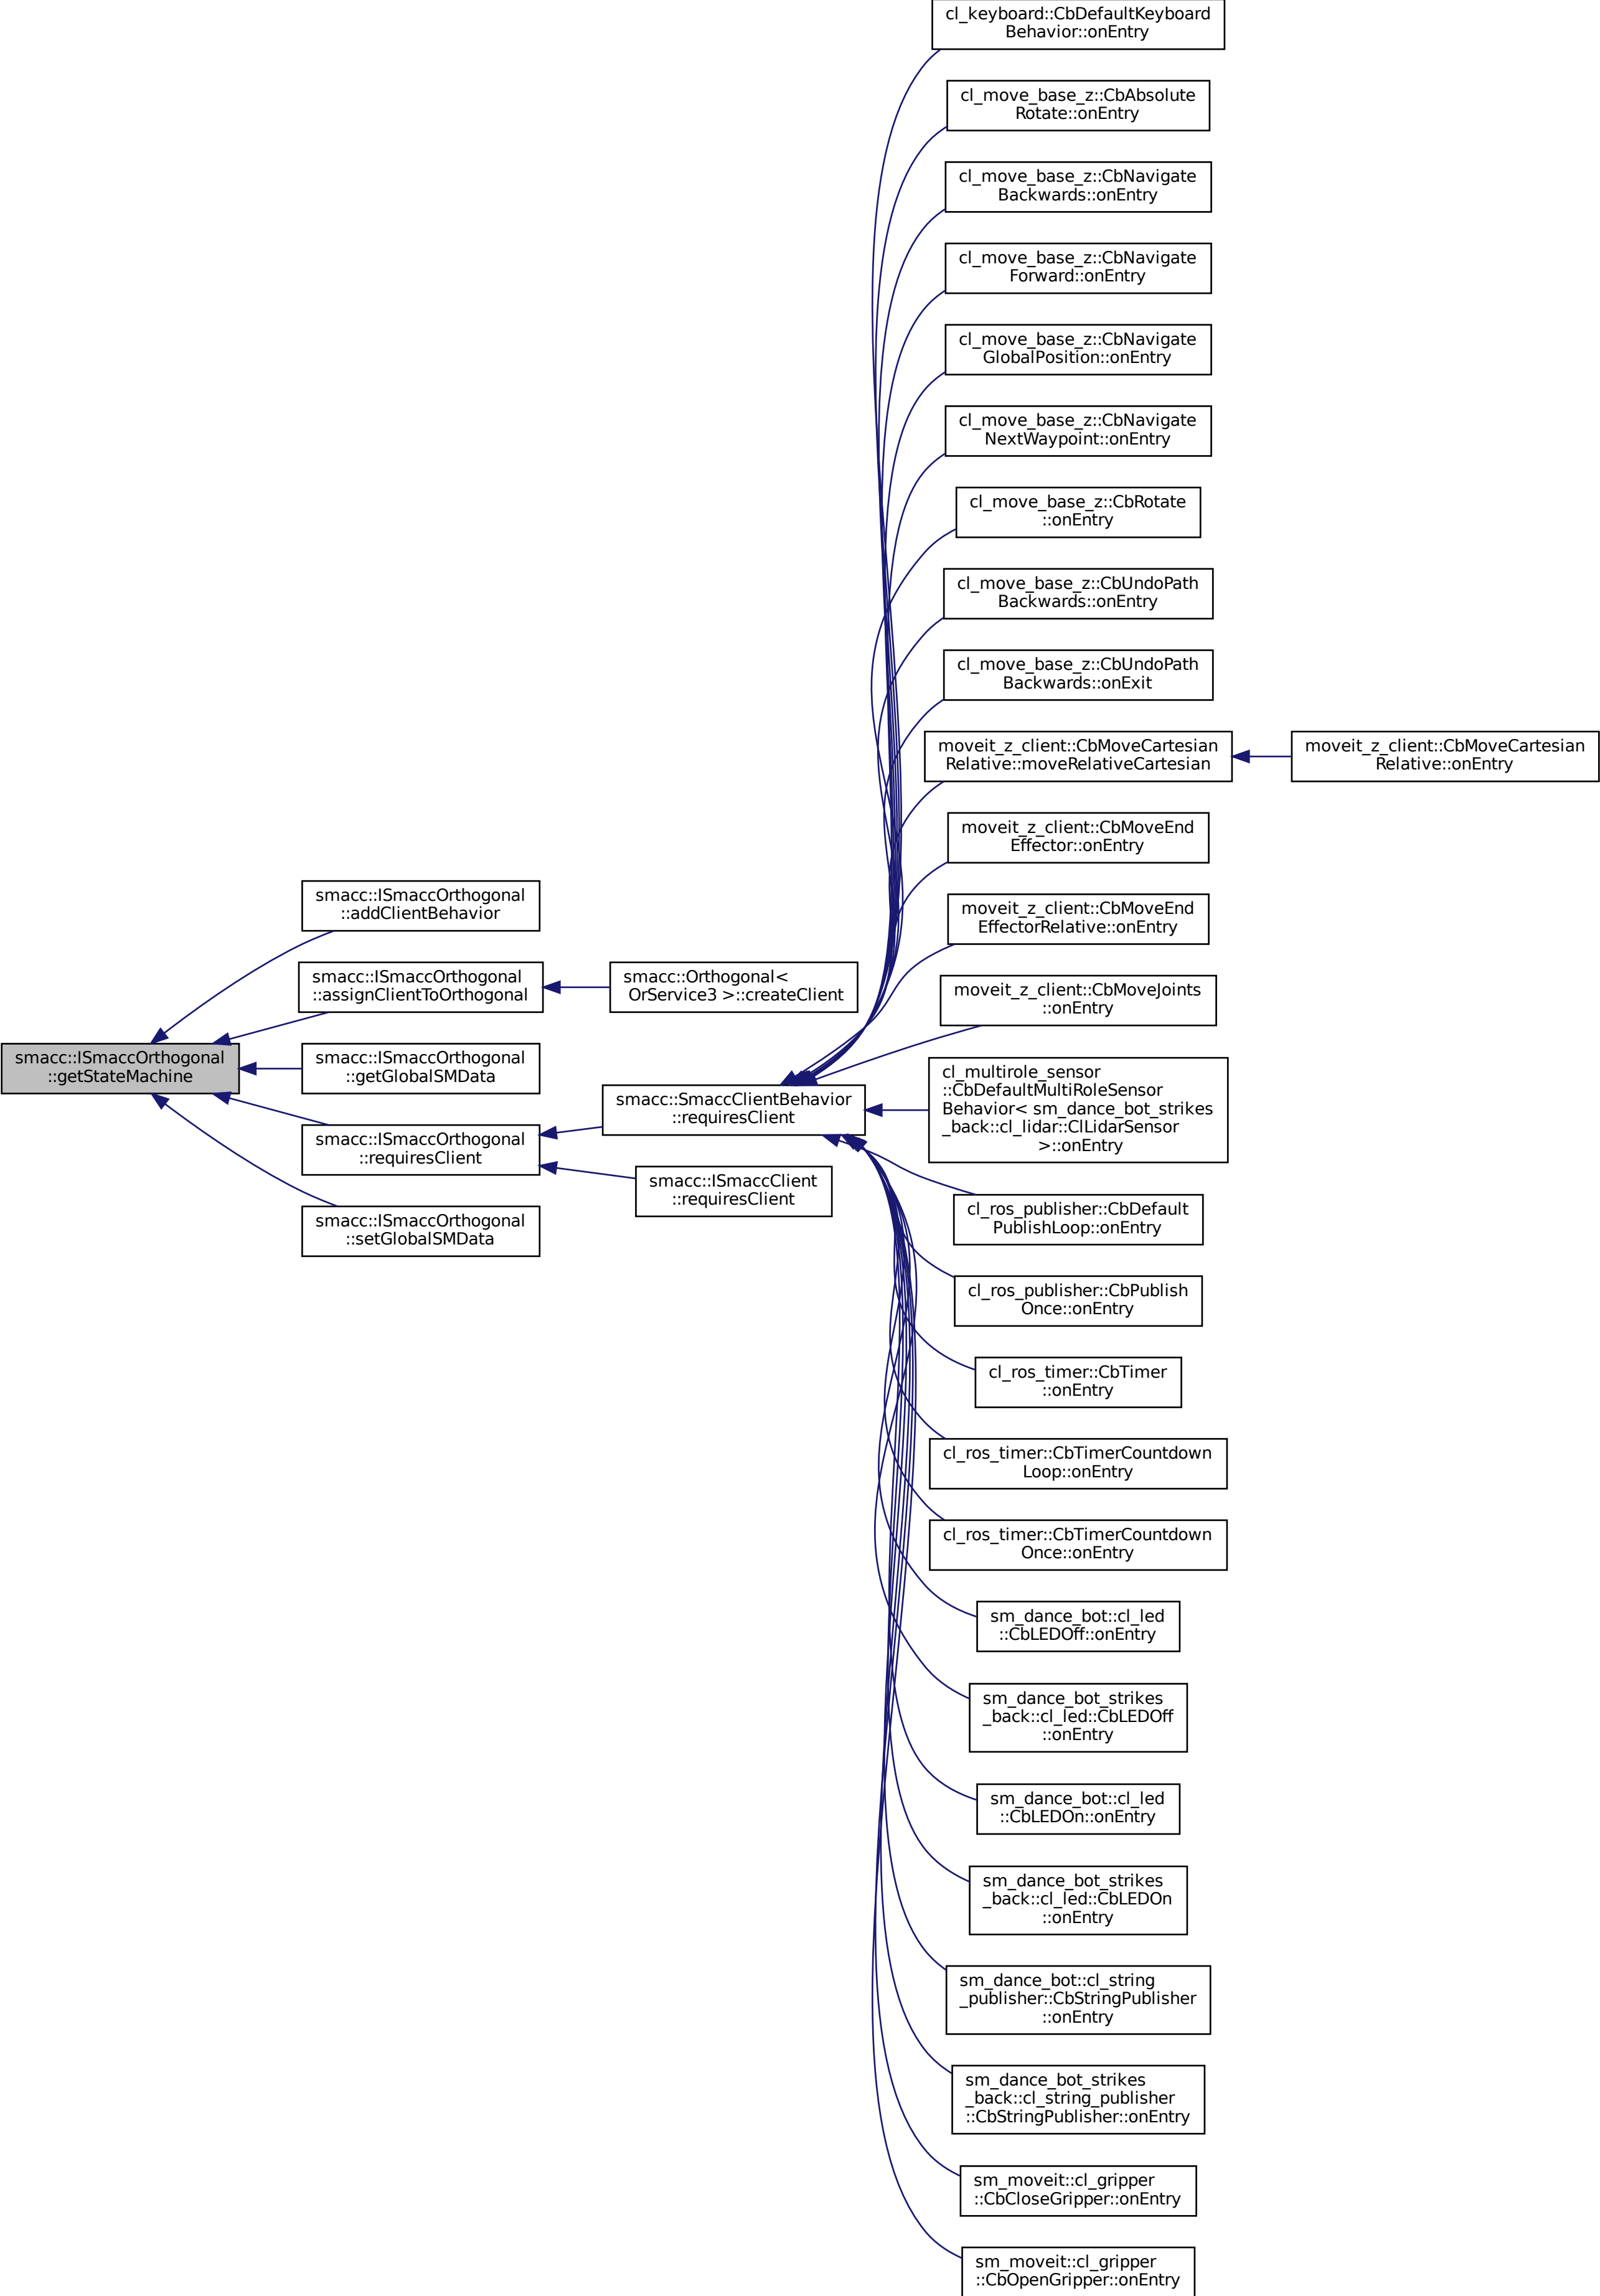 cl_keyboard::CbDefaultKeyboard
Behavior::onEntry
cl_move_base_z::CbAbsolute
Rotate::onEntry
cl_move_base_z::CbNavigate
Backwards::onEntry
cl_move_base_z::CbNavigate
Forward::onEntry
cl_move_base_z::CbNavigate
GlobalPosition::onEntry
cl_move_base_z::CbNavigate
NextWaypoint::onEntry
cl_move_base_z::CbRotate
::onEntry
cl_move_base_z::CbUndoPath
Backwards::onEntry
cl_move_base_z::CbUndoPath
Backwards::onExit
moveit_z_client::CbMoveCartesian
Relative::moveRelativeCartesian
moveit_z_client::CbMoveCartesian
Relative::onEntry
moveit_z_client::CbMoveEnd
Effector::onEntry
moveit_z_client::CbMoveEnd
EffectorRelative::onEntry
moveit_z_client::CbMoveJoints
::onEntry
smacc::ISmaccOrthogonal
::addClientBehavior
smacc::ISmaccOrthogonal
::assignClientToOrthogonal
smacc::Orthogonal<
OrService3 >::createClient
smacc::ISmaccOrthogonal
::getStateMachine
smacc::ISmaccOrthogonal
::getGlobalSMData
smacc::ISmaccOrthogonal
::requiresClient
smacc::ISmaccOrthogonal
::setGlobalSMData
smacc::SmaccClientBehavior
::requiresClient
smacc::ISmaccClient
::requiresClient
cl_multirole_sensor
::CbDefaultMultiRoleSensor
Behavior< sm_dance_bot_strikes
_back::cl_lidar::ClLidarSensor
>::onEntry
cl_ros_publisher::CbDefault
PublishLoop::onEntry
cl_ros_publisher::CbPublish
Once::onEntry
cl_ros_timer::CbTimer
::onEntry
cl_ros_timer::CbTimerCountdown
Loop::onEntry
cl_ros_timer::CbTimerCountdown
Once::onEntry
sm_dance_bot::cl_led
::CbLEDOff::onEntry
sm_dance_bot_strikes
_back::cl_led::CbLEDOff
::onEntry
sm_dance_bot::cl_led
::CbLEDOn::onEntry
sm_dance_bot_strikes
_back::cl_led::CbLEDOn
::onEntry
sm_dance_bot::cl_string
_publisher::CbStringPublisher
::onEntry
sm_dance_bot_strikes
_back::cl_string_publisher
::CbStringPublisher::onEntry
sm_moveit::cl_gripper
::CbCloseGripper::onEntry
sm_moveit::cl_gripper
::CbOpenGripper::onEntry